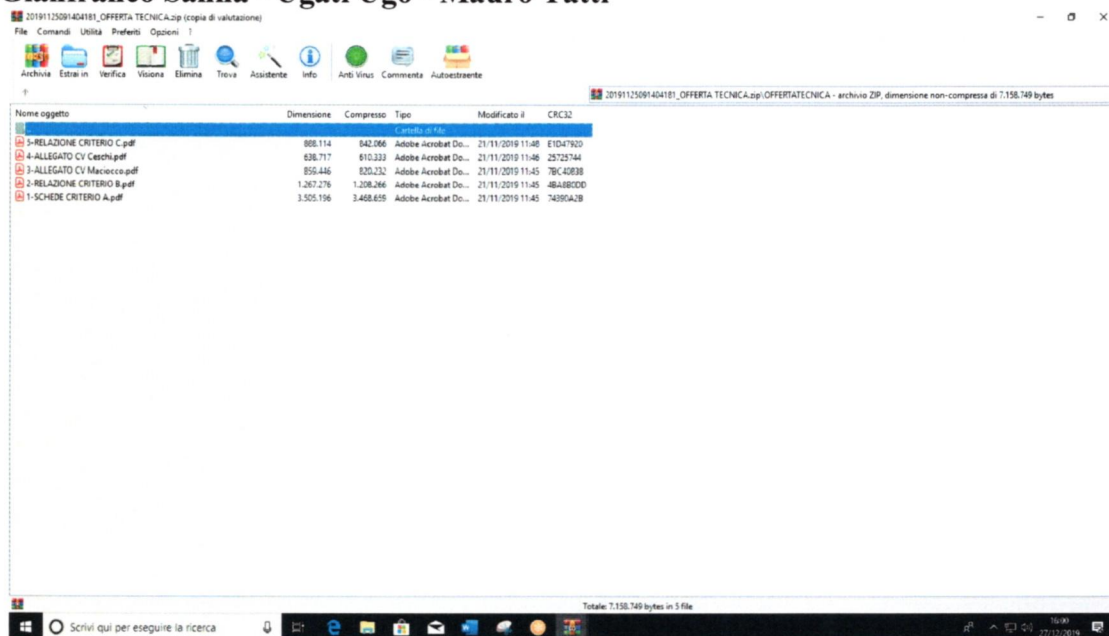 Gianfranco Sanna - Ugati Ugo - Mauro Tatti
20191125091404181_OFFERTA TECNICA.zip (copia di valutazione)
File Comandi Utilità Preferiti Opzioni ?
Archivia Estrai in Verifica Visiona Elimina Trova Assistente Info Anti Virus Commenta Autoestraente
20191125091404181_OFFERTA TECNICA.zip\OFFERTATECNICA - archivio ZIP, dimensione non-compressa di 7.158.749 bytes
Nome oggetto Dimensione Compresso Tipo Modificato il CRC32
.. Cartella di file
5-RELAZIONE CRITERIO C.pdf 888.114 842.066 Adobe Acrobat Do... 21/11/2019 11:48 E1D47920
4-ALLEGATO CV Ceschi.pdf 638.717 610.333 Adobe Acrobat Do... 21/11/2019 11:46 25725744
3-ALLEGATO CV Maciocco.pdf 859.446 820.232 Adobe Acrobat Do... 21/11/2019 11:45 7BC40838
2-RELAZIONE CRITERIO B.pdf 1.267.276 1.208.266 Adobe Acrobat Do... 21/11/2019 11:45 4BA8B0DD
1-SCHEDE CRITERIO A.pdf 3.505.196 3.468.659 Adobe Acrobat Do... 21/11/2019 11:45 74390A2B
Totale: 7.158.749 bytes in 5 file
Scrivi qui per eseguire la ricerca
16:00
27/12/2019